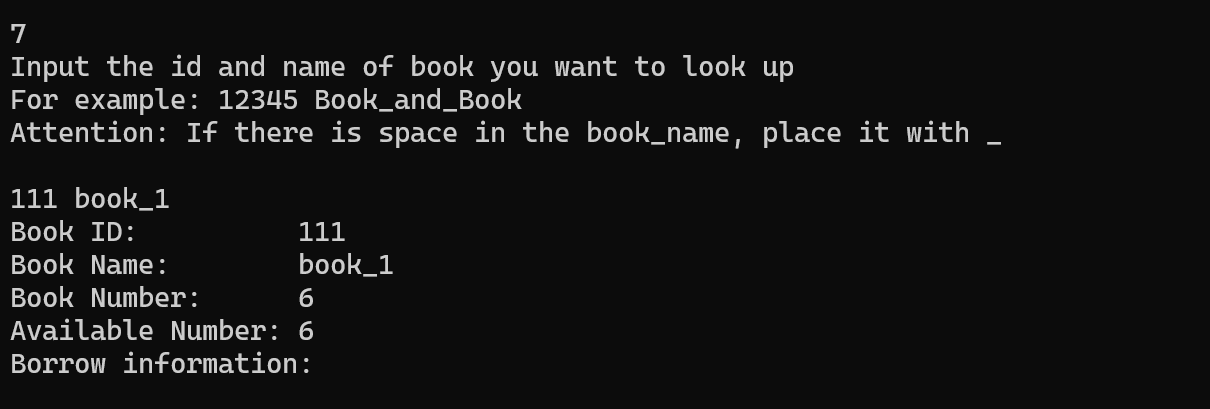 7
Input the id and name of book you want to look up
For example: 12345 Book_and_Book
Attention: If there is space in the book_name, place it with _
111 book_1
Book ID: 111
Book Name: book_1
Book Number: 6
Available Number: 6
Borrow information: